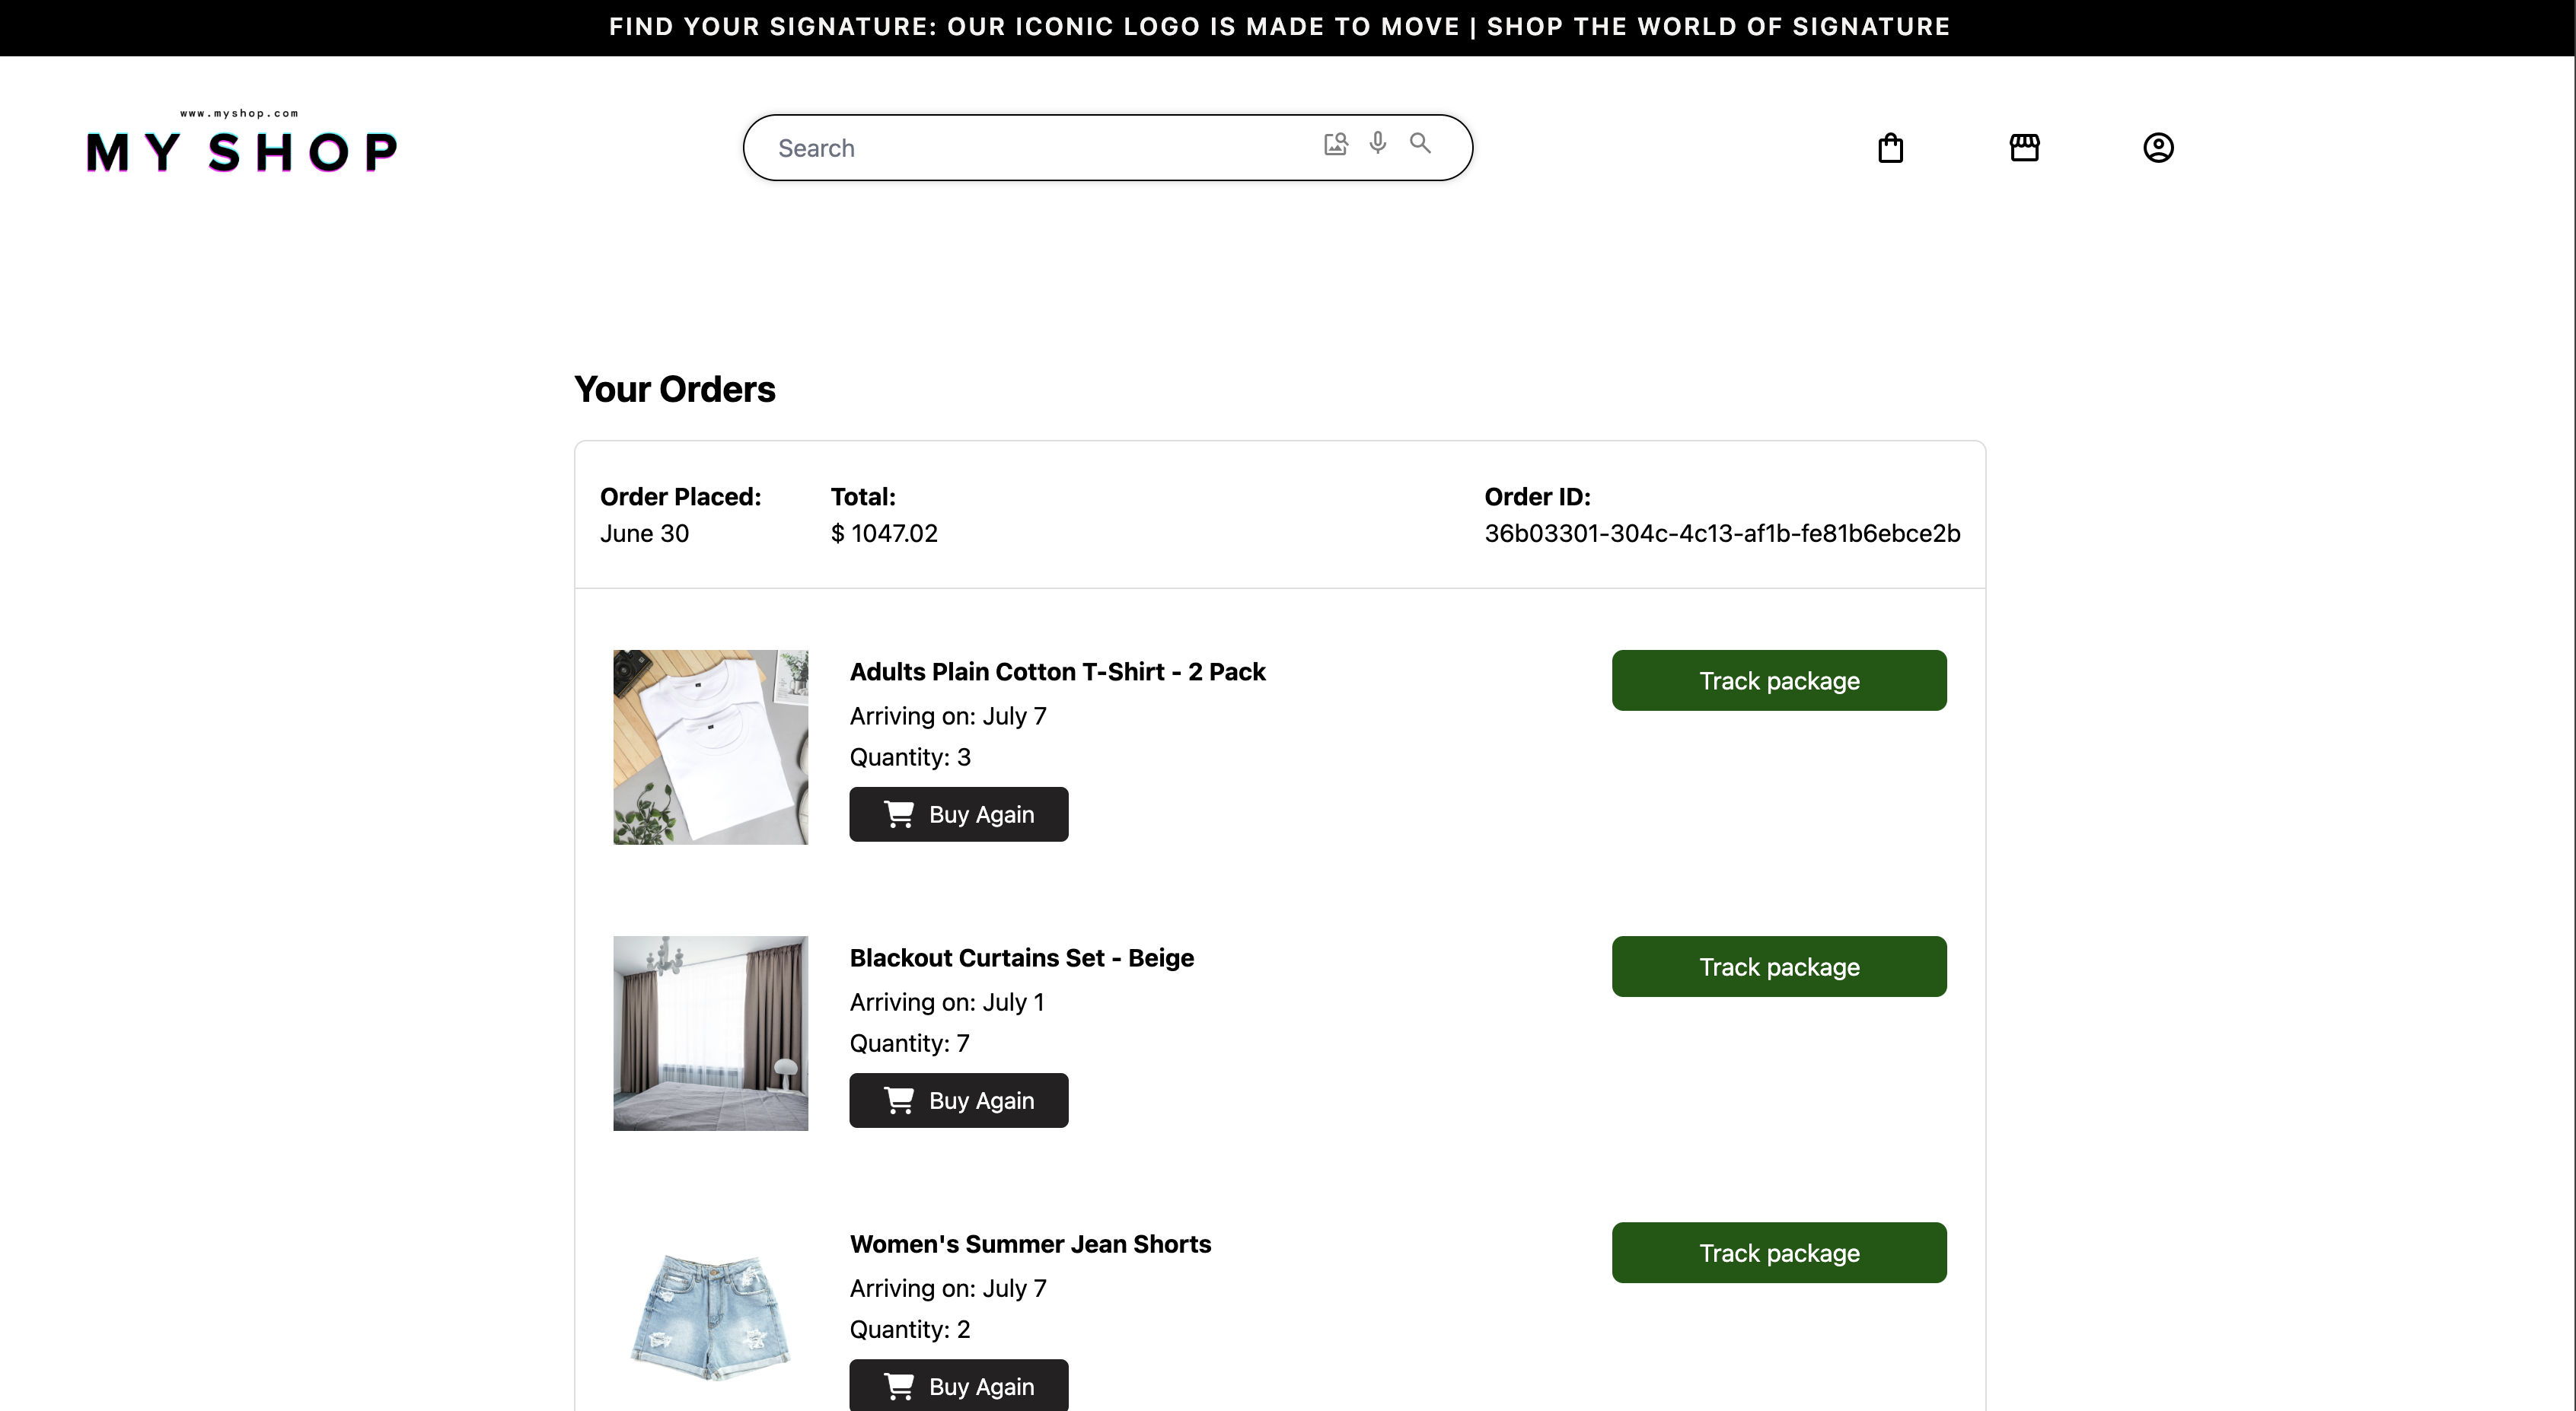 FIND YOUR SIGNATURE: OUR ICONIC LOGO IS MADE TO MOVE | SHOP THE WORLD OF SIGNATURE
www.myshop.com
MY SHOP
Search
Your Orders
Order Placed:
June 30
Total:
$ 1047.02
Order ID:
36b03301-304c-4c13-af1b-fe81b6ebce2b
Adults Plain Cotton T-Shirt - 2 Pack
Arriving on: July 7
Quantity: 3
Buy Again
Track package
Blackout Curtains Set - Beige
Arriving on: July 1
Quantity: 7
Buy Again
Track package
Women's Summer Jean Shorts
Arriving on: July 7
Quantity: 2
Buy Again
Track package